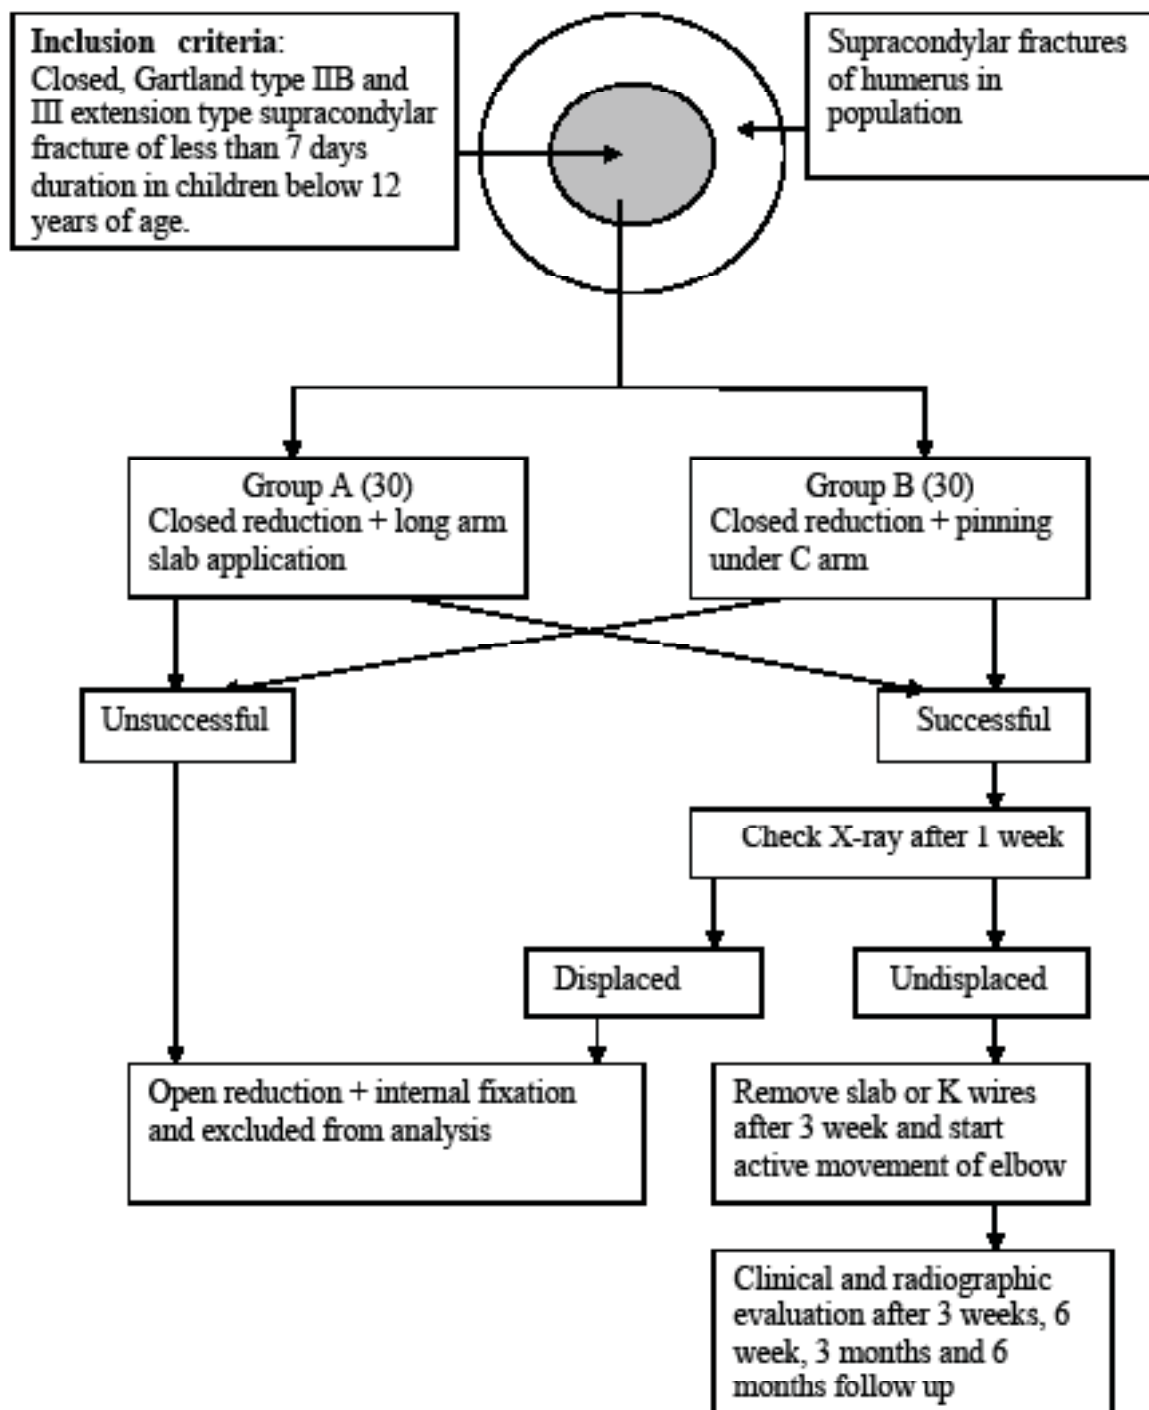 Inclusion criteria:
Closed, Gartland type IIB and
III extension type supracondylar
fracture of less than 7 days
duration in children below 12
years of age.
Supracondylar fractures
of humerus in
population
Group A (30)
Closed reduction + long arm
slab application
Group B (30)
Closed reduction + pinning
under C arm
Unsuccessful
Successful
Check X-ray after 1 week
Displaced
Undisplaced
Open reduction + internal fixation
and excluded from analysis
Remove slab or K wires
after 3 week and start
active movement of elbow
Clinical and radiographic
evaluation after 3 weeks, 6
week, 3 months and 6
months follow up